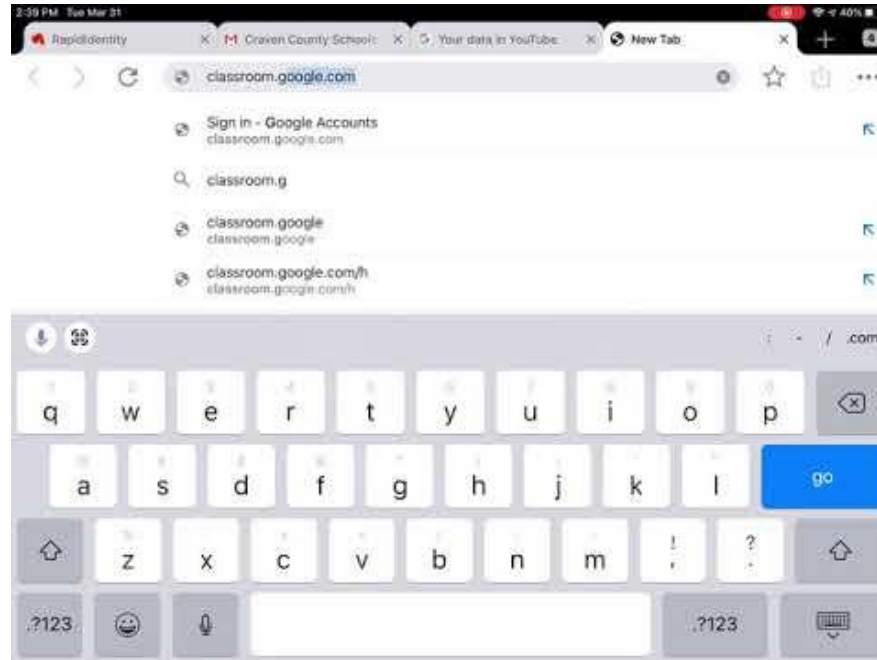 2:39 PM Tue Mar 31 40%
RapidIdentity Craven County Schools Your data in YouTube New Tab 4
classroom.google.com
Sign in - Google Accounts
classroom.google.com
classroom.g
classroom.google
classroom.google
classroom.google.com/h
classroom.google.com/h
: - / .com
q w e r t y u i o p
a s d f g h j k l go
z x c v b n m ! , ? .
.?123 .?123